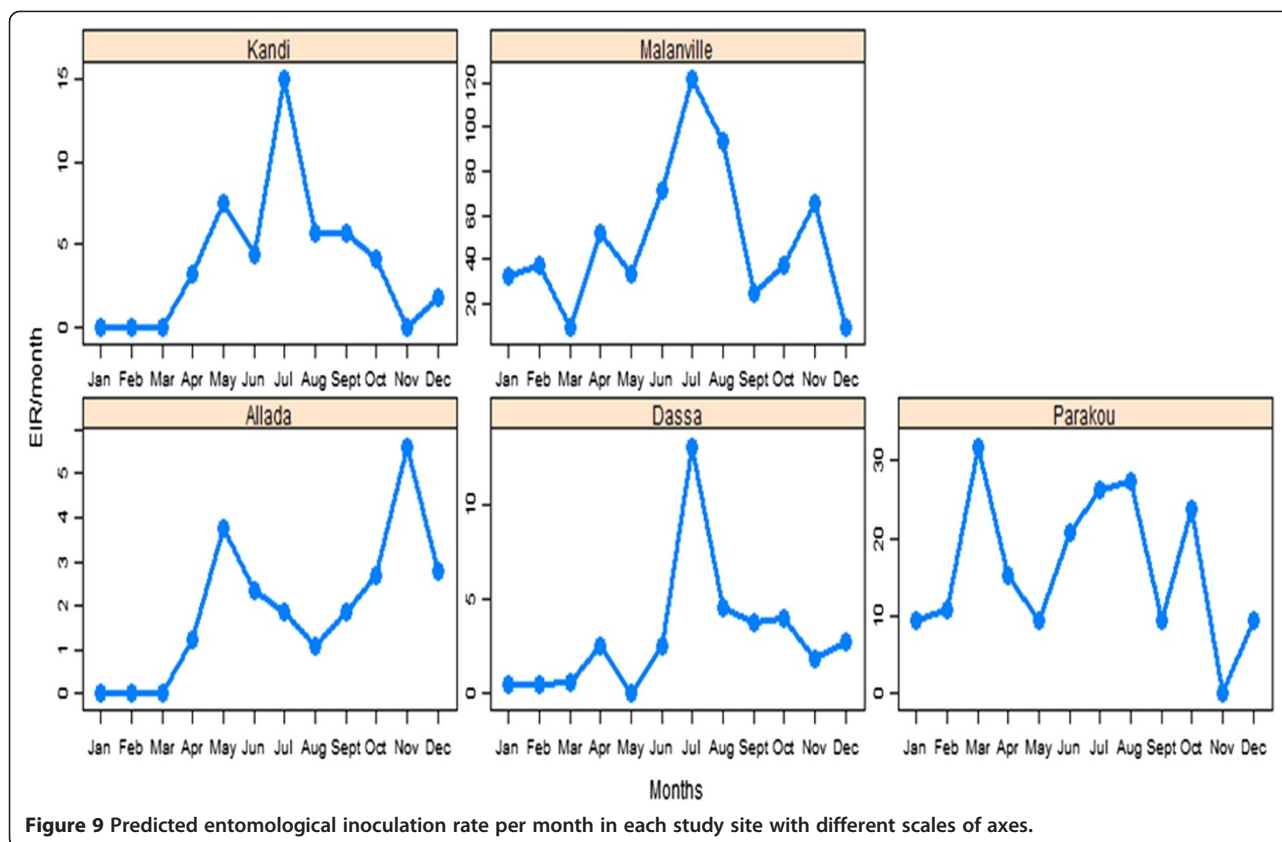 Kandi
Malanville
15
10
5
0
120
100
80
60
40
20
Jan Feb Mar Apr May Jun Jul Aug Sept Oct Nov Dec
Jan Feb Mar Apr May Jun Jul Aug Sept Oct Nov Dec
EIR/month
Allada
Dassa
Parakou
5
4
3
2
1
0
10
5
0
30
20
10
0
Jan Feb Mar Apr May Jun Jul Aug Sept Oct Nov Dec
Jan Feb Mar Apr May Jun Jul Aug Sept Oct Nov Dec
Jan Feb Mar Apr May Jun Jul Aug Sept Oct Nov Dec
Months
Figure 9 Predicted entomological inoculation rate per month in each study site with different scales of axes.